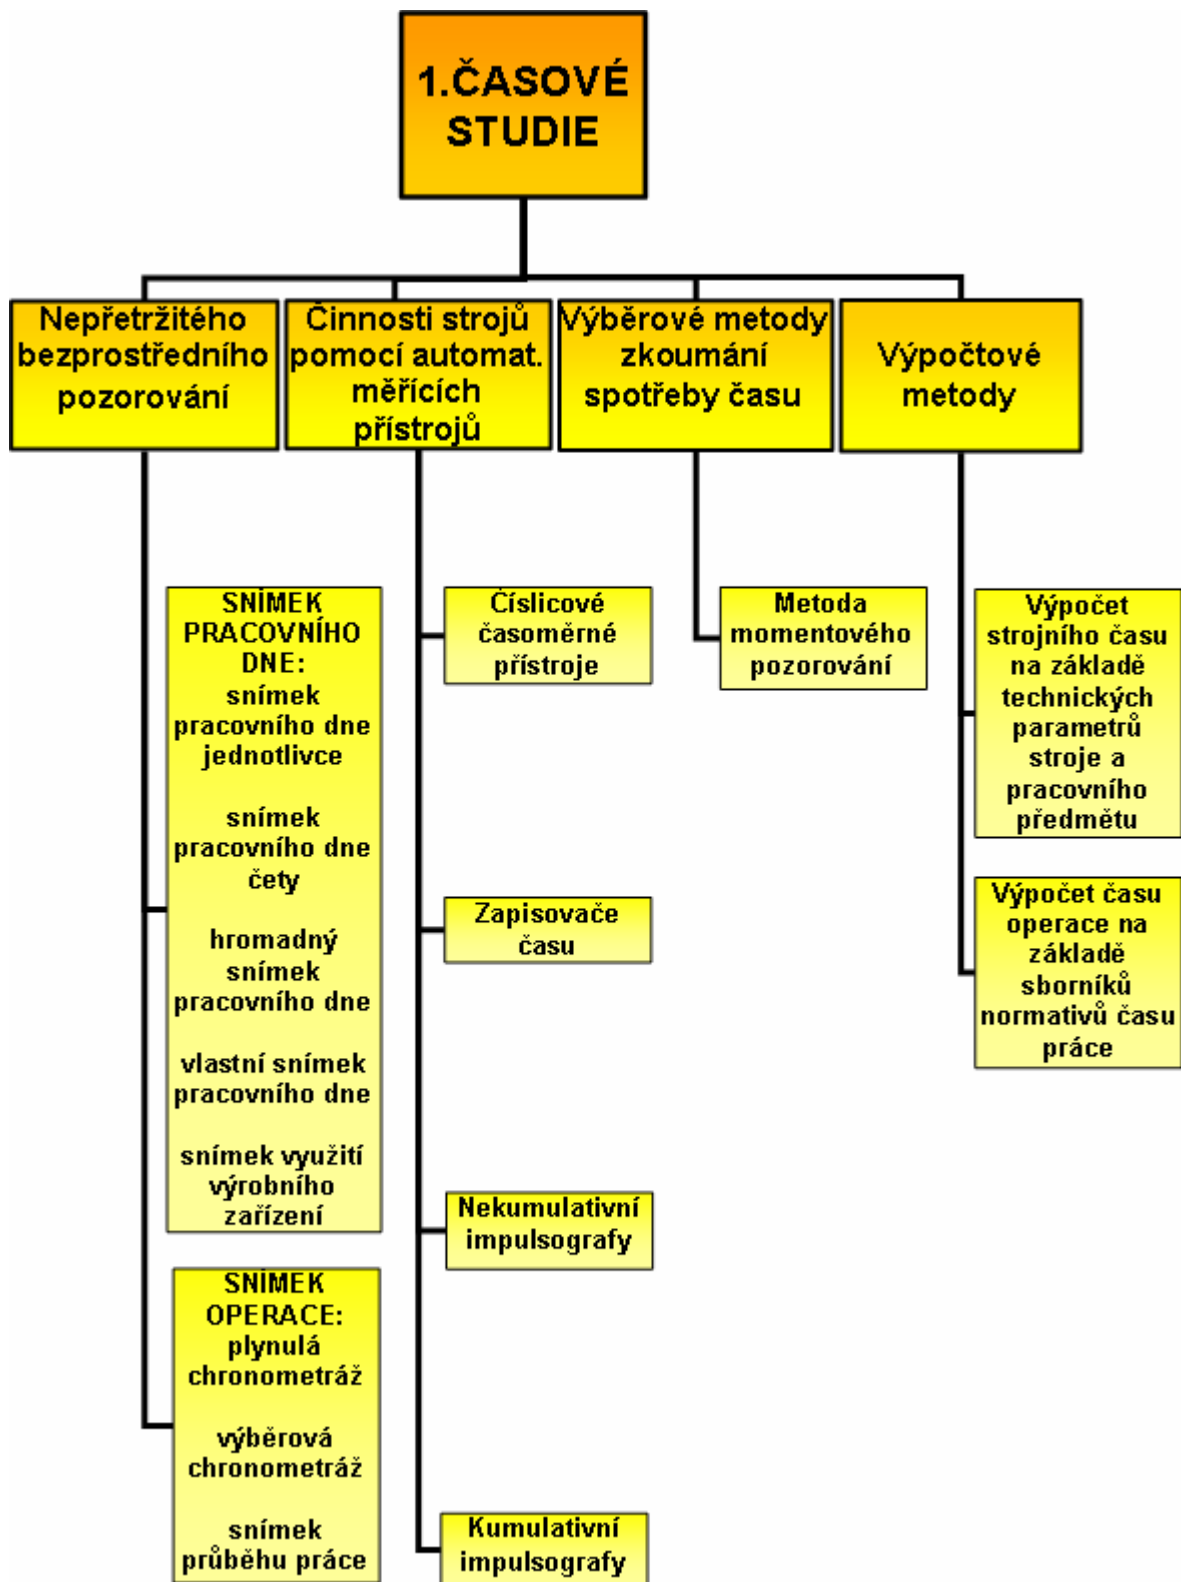 1.ČASOVÉ
STUDIE
Nepřetržitého
bezprostředního
pozorování
Činnosti strojů
pomocí automat.
měřících
přístrojů
Výběrové metody
zkoumání
spotřeby času
Výpočtové
metody
SNÍMEK
PRACOVNÍHO
DNE:
snímek
pracovního dne
jednotlivce
snímek
pracovního dne
čety
hromadný
snímek
pracovního dne
vlastní snímek
pracovního dne
snímek využití
výrobního
zařízení
SNÍMEK
OPERACE:
plynulá
chronometráž
výběrová
chronometráž
snímek
průběhu práce
Číslicové
časoměrné
přístroje
Zapisovače
času
Nekumulativní
impulsografy
Kumulativní
impulsografy
Metoda
momentového
pozorování
Výpočet
strojního času
na základě
technických
parametrů
stroje a
pracovního
předmětu
Výpočet času
operace na
základě
sborníků
normativů času
práce